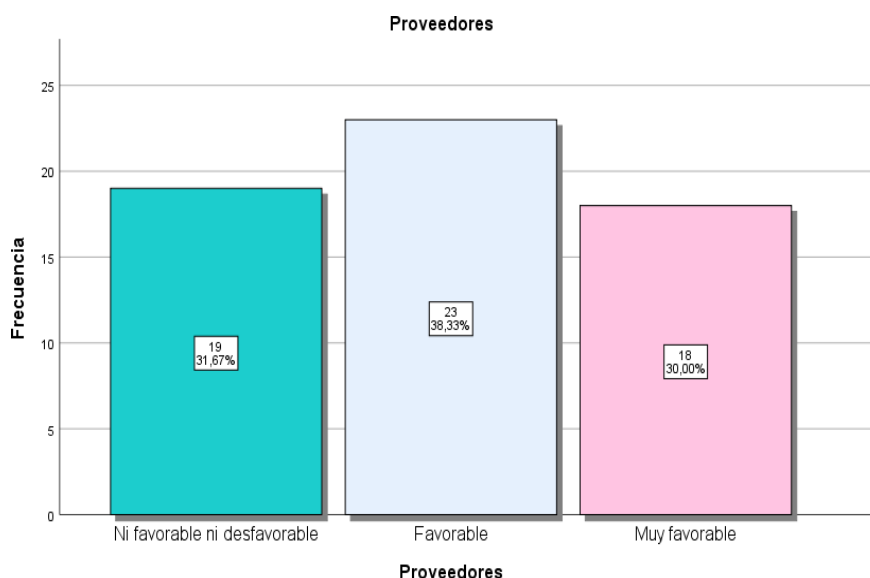 Proveedores
Frecuencia
25
20
15
10
5
0
19
31,67%
23
38,33%
18
30,00%
Ni favorable ni desfavorable
Favorable
Muy favorable
Proveedores